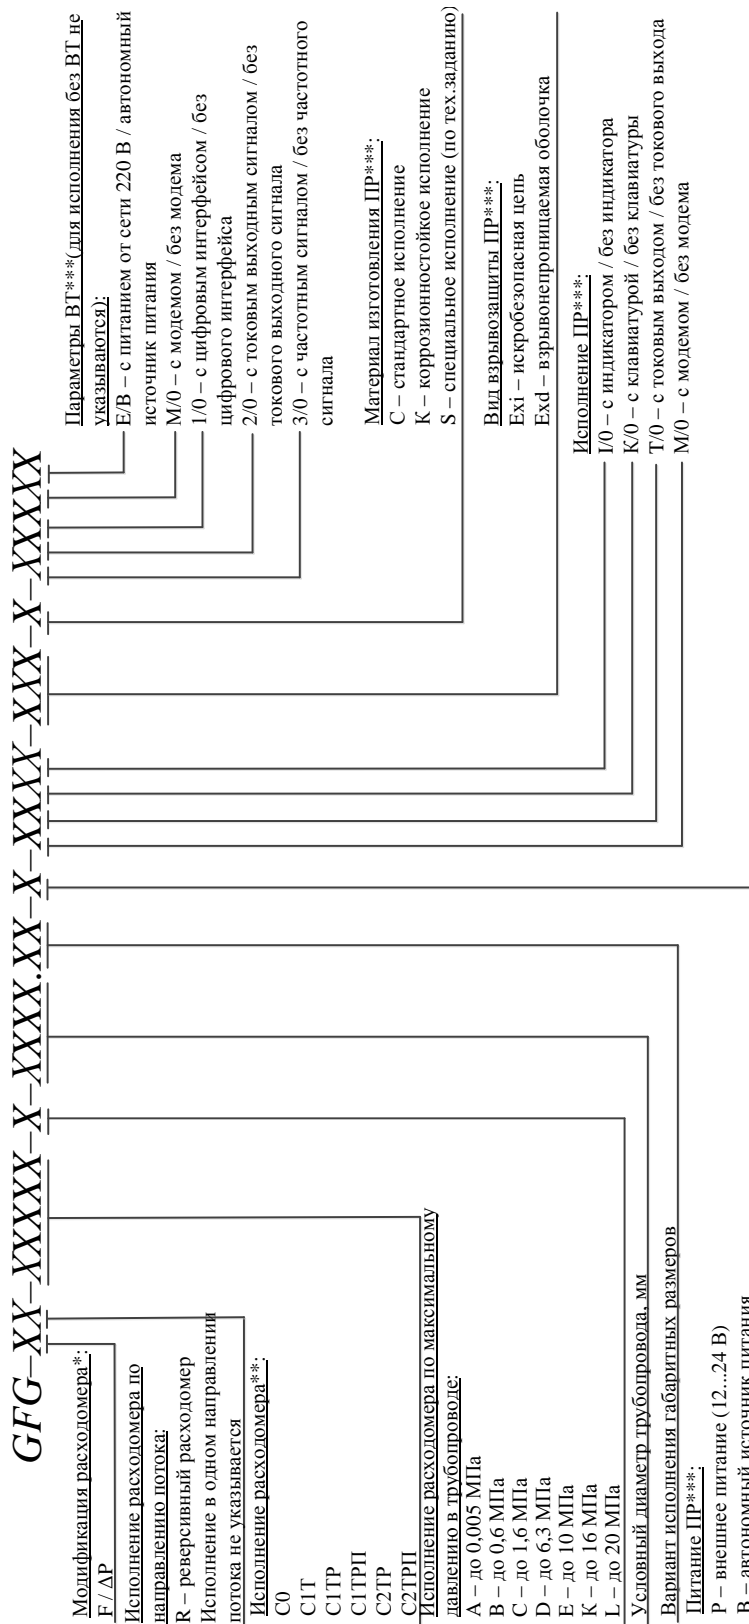 GFG–XX–XXXXX–X–XXXX.XX–X–XXXX–XXX–X–XXXXX
Модификация расходомера*:
F / ΔP
Исполнение расходомера по
направлению потока:
R – реверсивный расходомер
Исполнение в одном направлении
потока не указывается
Исполнение расходомера**:
С0
С1Т
С1ТР
С1ТРП
С2ТР
С2ТРП
Исполнение расходомера по максимальному
давлению в трубопроводе:
A – до 0,005 МПа
B – до 0,6 МПа
C – до 1,6 МПа
D – до 6,3 МПа
E – до 10 МПа
K – до 16 МПа
L – до 20 МПа
Условный диаметр трубопровода, мм
Вариант исполнения габаритных размеров
Питание ПР***:
P – внешнее питание (12...24 В)
B – автономный источник питания
Параметры ВТ***(для исполнения без ВТ не
указываются):
E/B – с питанием от сети 220 В / автономный
источник питания
M/0 – с модемом / без модема
1/0 – с цифровым интерфейсом / без
цифрового интерфейса
2/0 – с токовым выходным сигналом / без
токового выходного сигнала
3/0 – с частотным сигналом / без частотного
сигнала
Материал изготовления ПР***:
С – стандартное исполнение
К – коррозионностойкое исполнение
S – специальное исполнение (по тех.заданию)
Вид взрывозащиты ПР***:
Exi – искробезопасная цепь
Exd – взрывонепроницаемая оболочка
Исполнение ПР***:
I/0 – с индикатором / без индикатора
K/0 – с клавиатурой / без клавиатуры
T/0 – с токовым выходом / без токового выхода
M/0 – с модемом / без модема